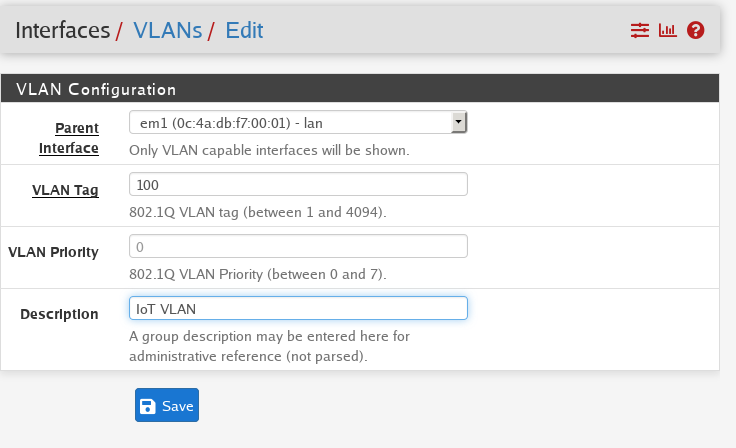 Interfaces / VLANs / Edit
VLAN Configuration
Parent Interface
em1 (0c:4a:db:f7:00:01) - lan
Only VLAN capable interfaces will be shown.
VLAN Tag
100
802.1Q VLAN tag (between 1 and 4094).
VLAN Priority
0
802.1Q VLAN Priority (between 0 and 7).
Description
IoT VLAN
A group description may be entered here for
administrative reference (not parsed).
Save